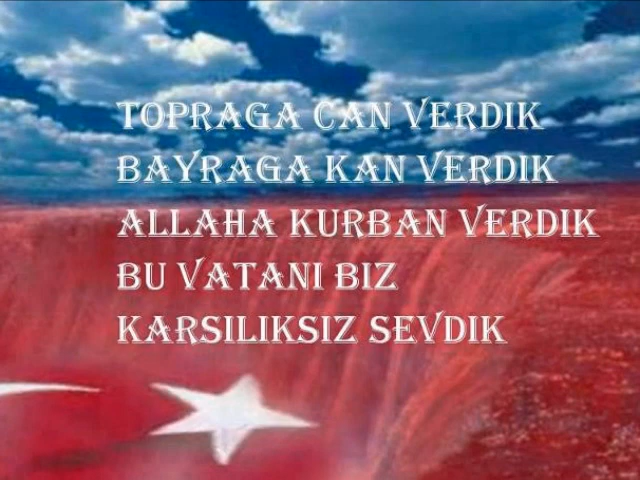 TOPRAGA CAN VERDIK
BAYRAGA KAN VERDIK
ALLAHA KURBAN VERDIK
BU VATANI BIZ
KARSILIKSIZ SEVDIK